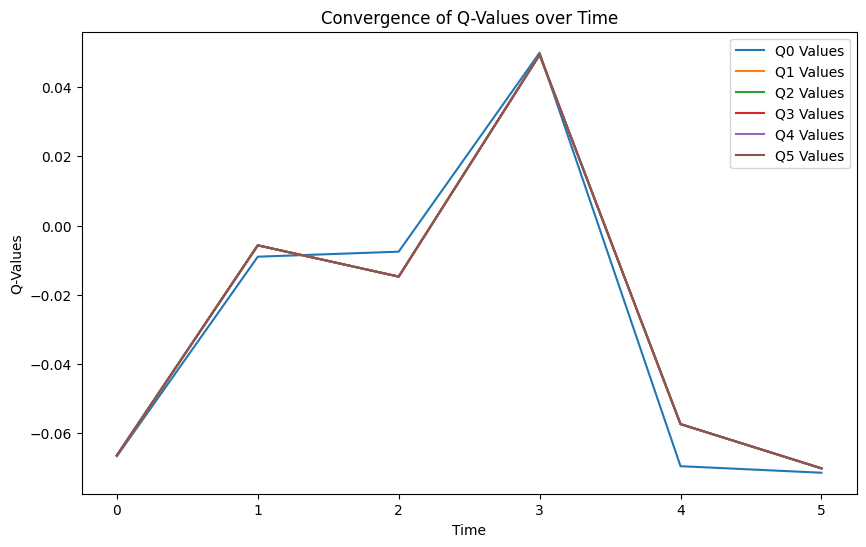 Convergence of Q-Values over Time
Q0 Values
Q1 Values
Q2 Values
Q3 Values
Q4 Values
Q5 Values
Q-Values
0.04
0.02
0.00
−0.02
−0.04
−0.06
0 1 2 3 4 5
Time